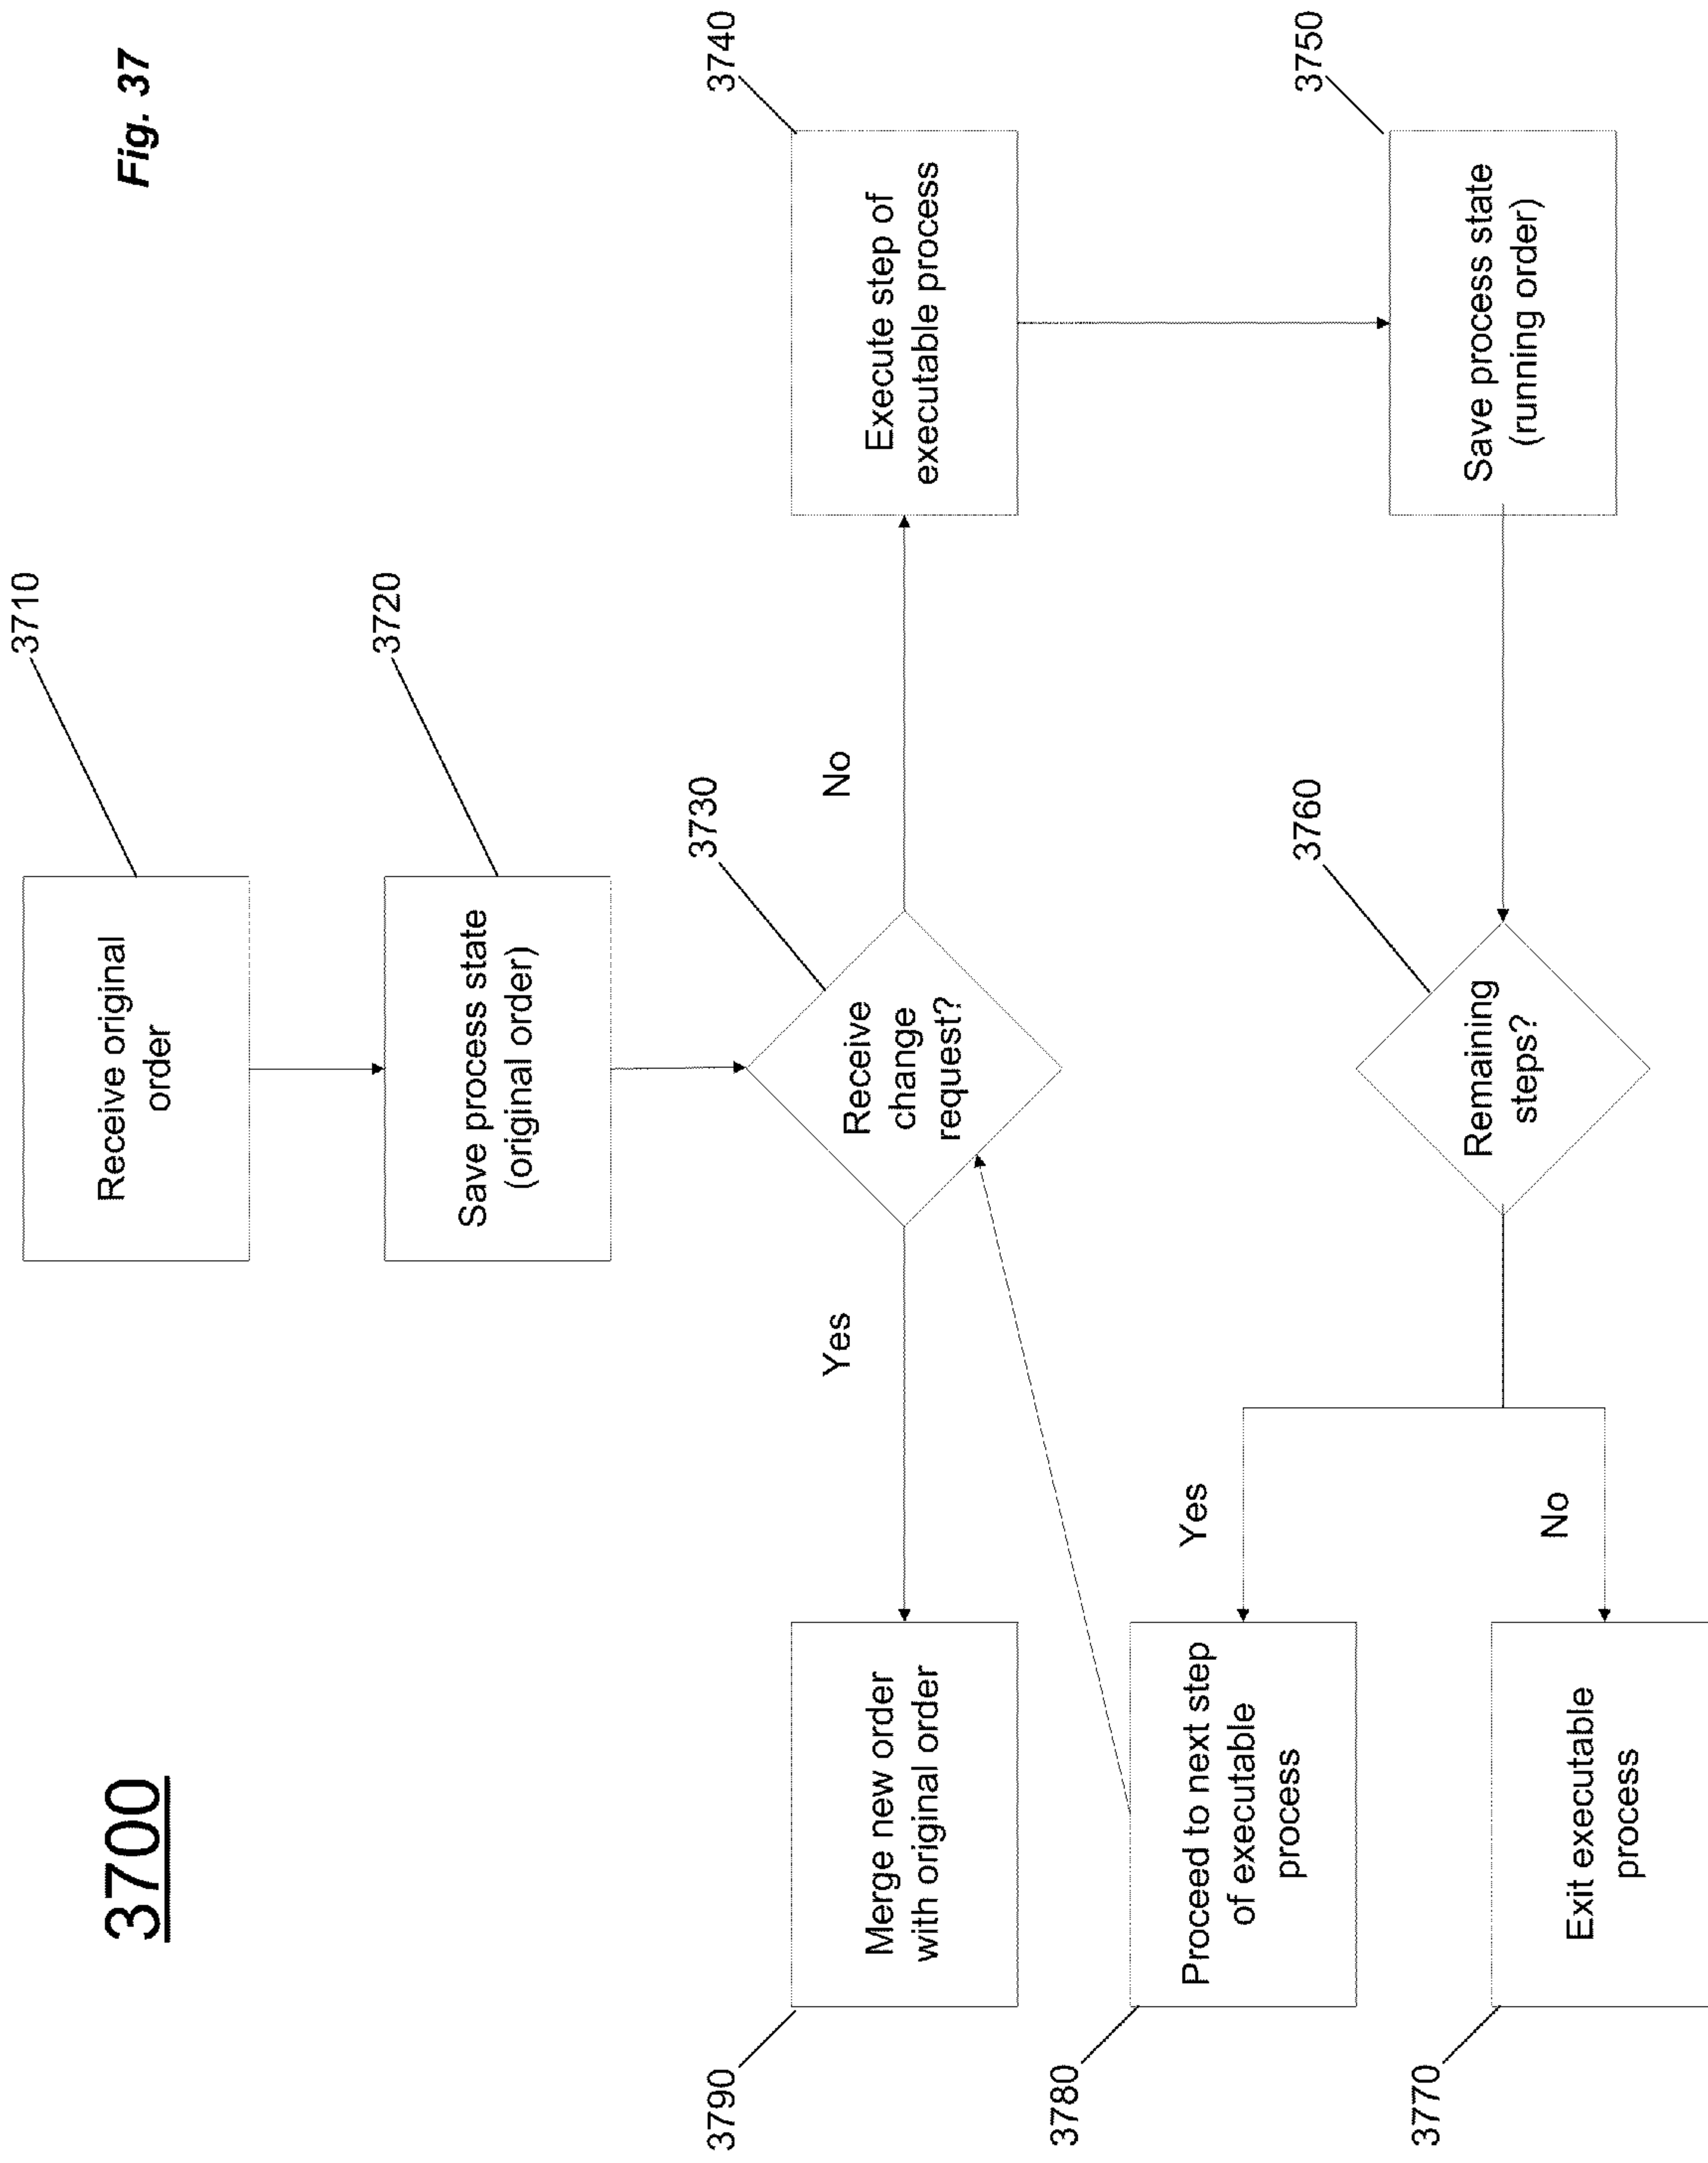 3700
Fig. 37
3710
Receive original
order
3720
Save process state
(original order)
3730
Receive
change
request?
Yes
No
3740
Execute step of
executable process
3790
Merge new order
with original order
3750
Save process state
(running order)
3760
Remaining
steps?
Yes
No
3780
Proceed to next step
of executable
process
3770
Exit executable
process